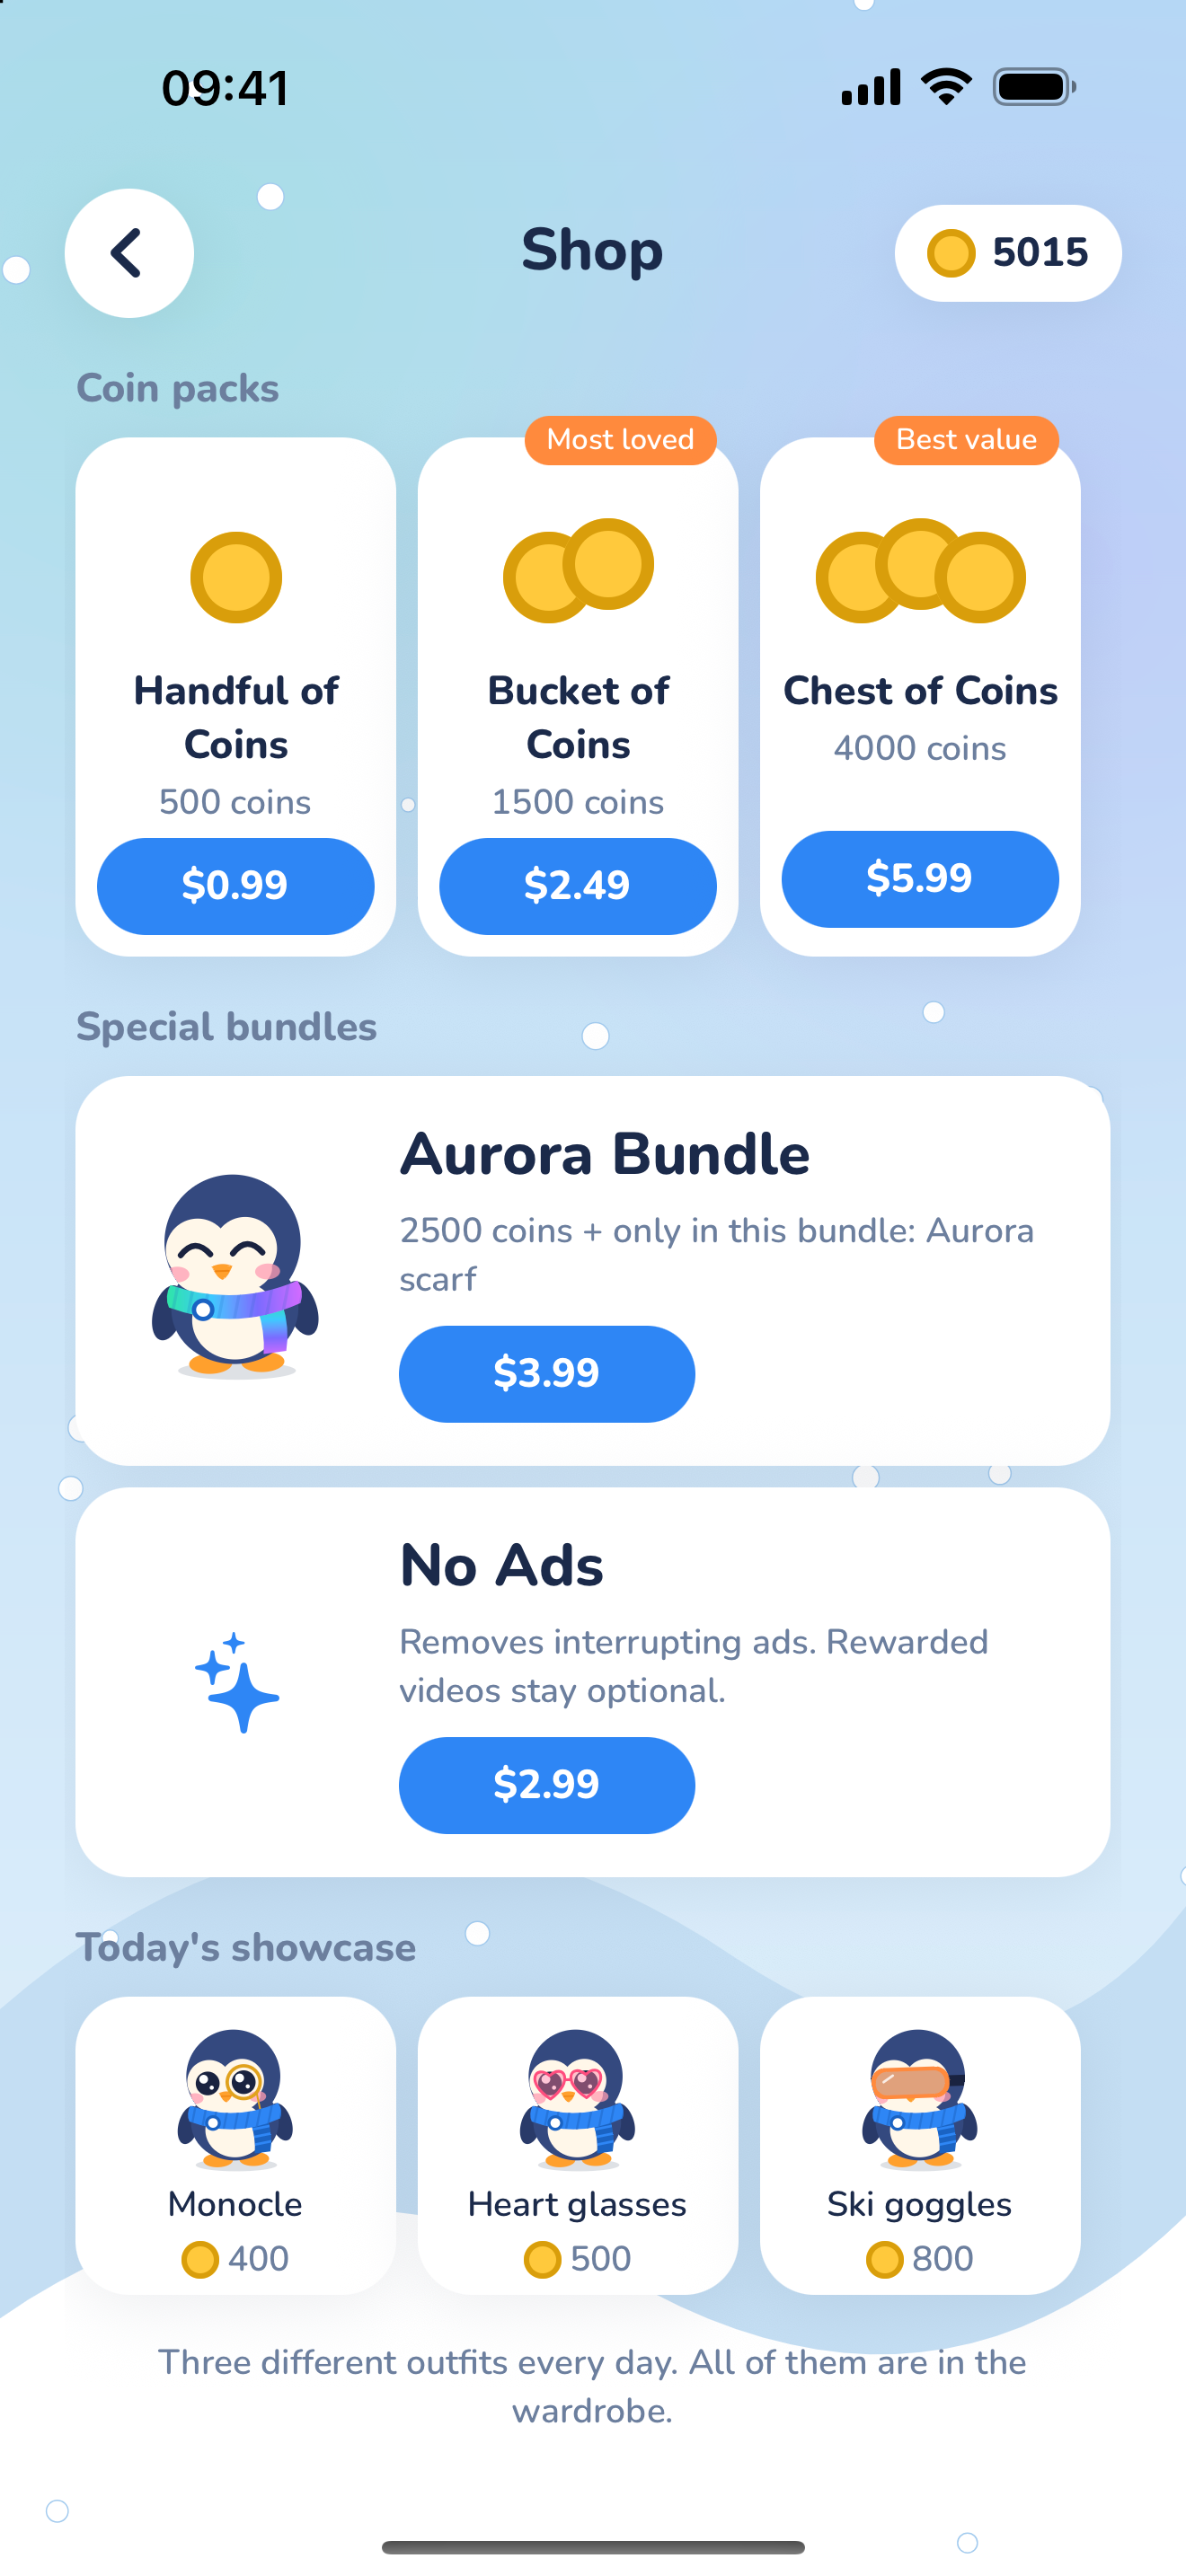 09:41
Shop
5015
Coin packs
Most loved
Best value
Handful of
Coins
500 coins
$0.99
Bucket of
Coins
1500 coins
$2.49
Chest of Coins
4000 coins
$5.99
Special bundles
Aurora Bundle
2500 coins + only in this bundle: Aurora
scarf
$3.99
No Ads
Removes interrupting ads. Rewarded
videos stay optional.
$2.99
Today's showcase
Monocle
400
Heart glasses
500
Ski goggles
800
Three different outfits every day. All of them are in the
wardrobe.